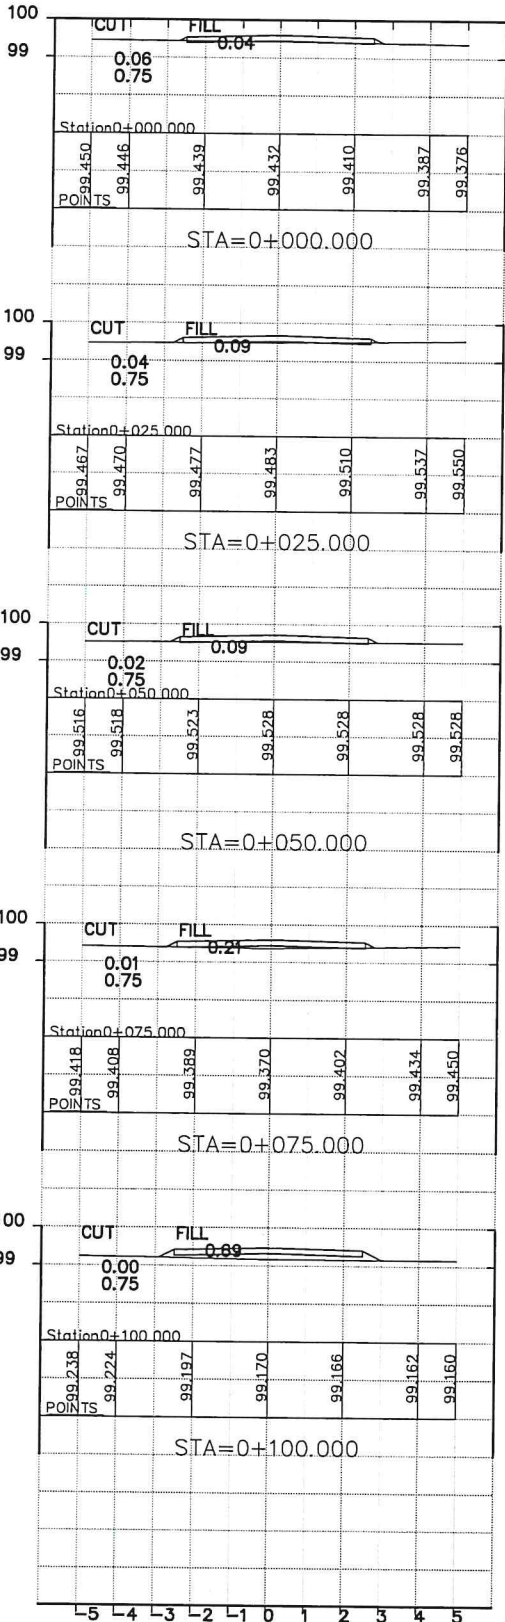 100
CUT FILL
0.04
99
0.06
0.75
Station0+000.000
99.450 99.446 99.439 99.432 99.410 99.387 99.376
POINTS
STA=0+000.000
100
CUT FILL
0.09
99
0.04
0.75
Station0+025.000
99.467 99.470 99.477 99.483 99.510 99.537 99.550
POINTS
STA=0+025.000
100
CUT FILL
0.09
99
0.02
0.75
Station0+050.000
99.516 99.518 99.523 99.528 99.528 99.528 99.528
POINTS
STA=0+050.000
100
CUT FILL
0.21
99
0.01
0.75
Station0+075.000
99.418 99.408 99.389 99.370 99.402 99.434 99.450
POINTS
STA=0+075.000
00
CUT FILL
0.69
99
0.00
0.75
Station0+100.000
99.238 99.224 99.197 99.170 99.166 99.162 99.160
POINTS
STA=0+100.000
-5 -4 -3 -2 -1 0 1 2 3 4 5